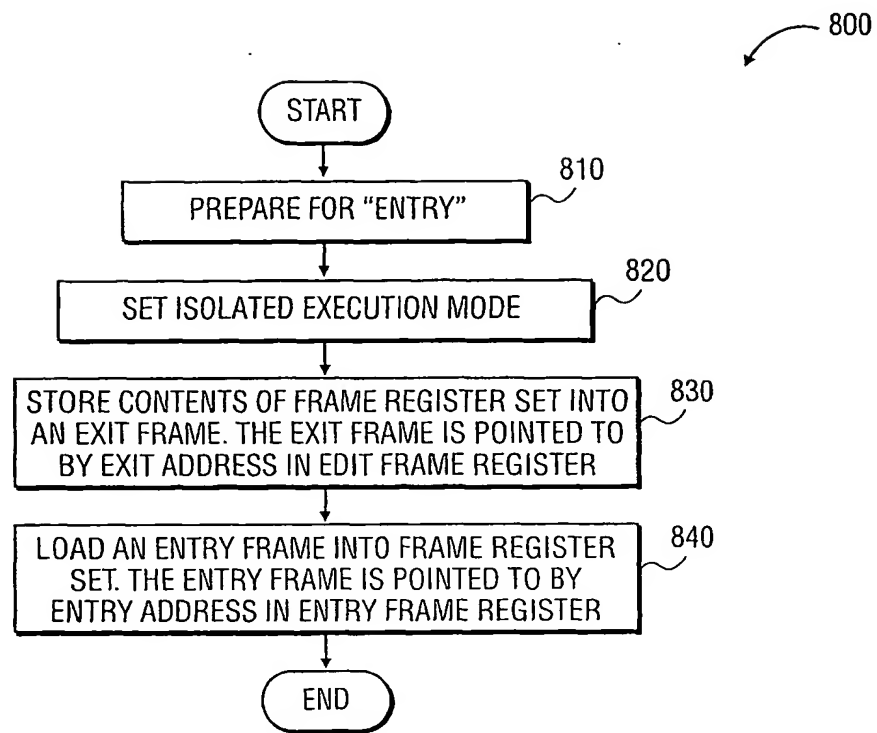 800
START
810
PREPARE FOR “ENTRY”
820
SET ISOLATED EXECUTION MODE
830
STORE CONTENTS OF FRAME REGISTER SET INTO
AN EXIT FRAME. THE EXIT FRAME IS POINTED TO
BY EXIT ADDRESS IN EDIT FRAME REGISTER
840
LOAD AN ENTRY FRAME INTO FRAME REGISTER
SET. THE ENTRY FRAME IS POINTED TO BY
ENTRY ADDRESS IN ENTRY FRAME REGISTER
END